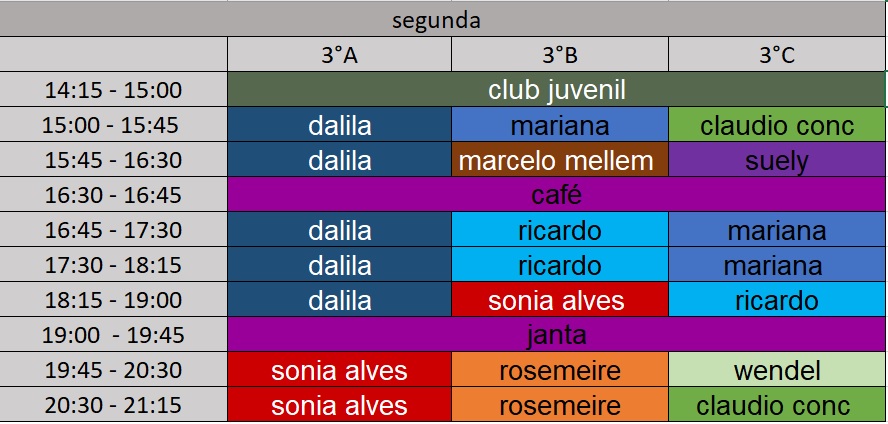 segunda
3°A 3°B 3°C
14:15 - 15:00 club juvenil
15:00 - 15:45 dalila mariana claudio conc
15:45 - 16:30 dalila marcelo mellem suely
16:30 - 16:45 café
16:45 - 17:30 dalila ricardo mariana
17:30 - 18:15 dalila ricardo mariana
18:15 - 19:00 dalila sonia alves ricardo
19:00 - 19:45 janta
19:45 - 20:30 sonia alves rosemeire wendel
20:30 - 21:15 sonia alves rosemeire claudio conc